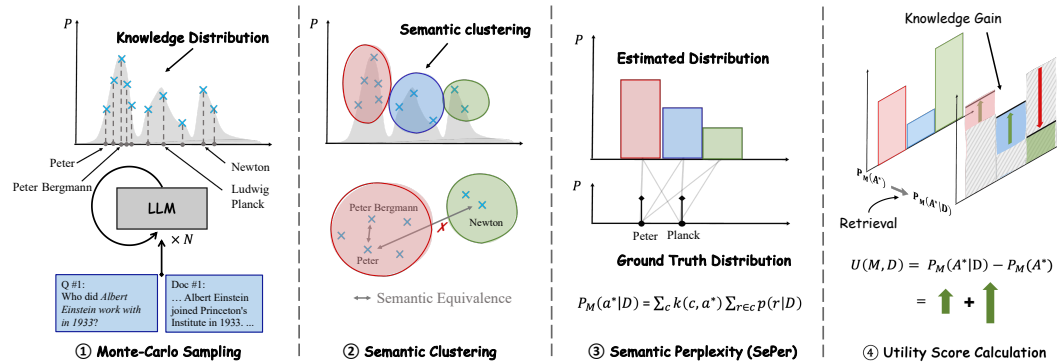 P
Knowledge Distribution
Peter
Peter Bergmann
Newton
Ludwig
Planck
LLM
× N
Q #1:
Who did Albert
Einstein work with
in 1933?
Doc #1:
… Albert Einstein
joined Princeton's
Institute in 1933. …
① Monte-Carlo Sampling
P
Semantic clustering
Peter Bergmann
Peter
Newton
✗
Semantic Equivalence
② Semantic Clustering
P
Estimated Distribution
P
Peter
Planck
Ground Truth Distribution
P_M(a*|D) = ∑_c k(c, a*) ∑_{r∈c} p(r|D)
③ Semantic Perplexity (SePer)
Knowledge Gain
P_M(A*)
P_M(A*|D)
Retrieval
U(M, D) = P_M(A*|D) − P_M(A*)
= +
④ Utility Score Calculation